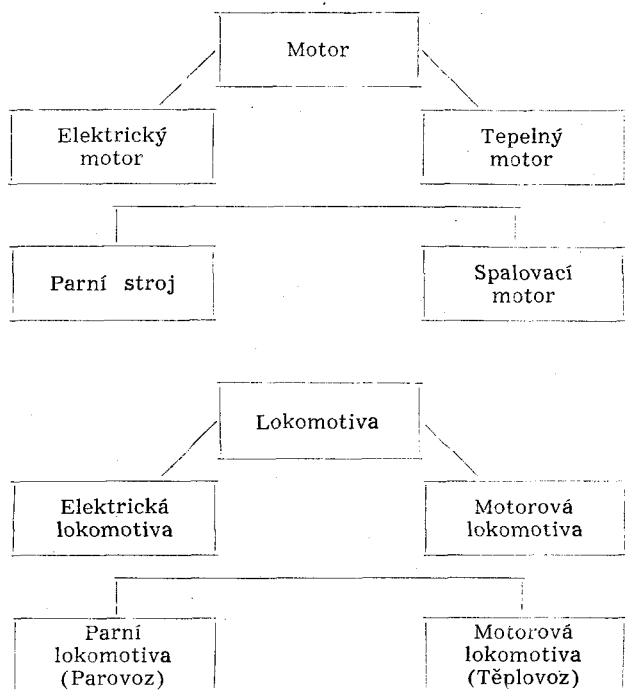 Motor
Elektrický
motor
Tepelný
motor
Parní stroj
Spalovací
motor
Lokomotiva
Elektrická
lokomotiva
Motorová
lokomotiva
Parní
lokomotiva
(Parovoz)
Motorová
lokomotiva
(Těplovoz)